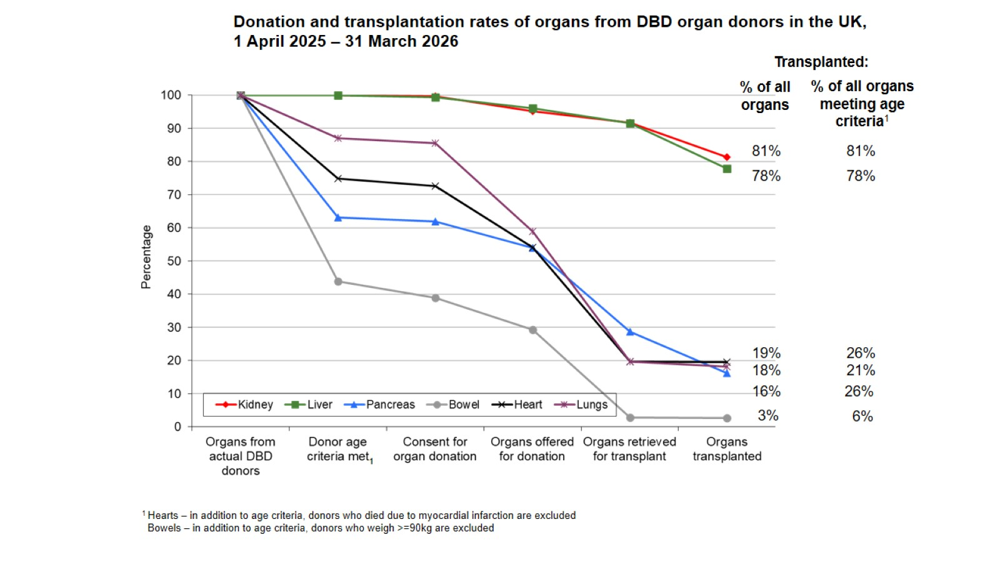 Donation and transplantation rates of organs from DBD organ donors in the UK,
1 April 2025 – 31 March 2026
Transplanted:
% of all
organs
% of all organs
meeting age
criteria¹
100
90
80
70
60
50
40
30
20
10
0
Percentage
81% 81%
78% 78%
19% 26%
18% 21%
16% 26%
3% 6%
Kidney Liver Pancreas Bowel Heart Lungs
Organs from
actual DBD
donors
Donor age
criteria met₁
Consent for
organ donation
Organs offered
for donation
Organs retrieved
for transplant
Organs
transplanted
¹ Hearts – in addition to age criteria, donors who died due to myocardial infarction are excluded
Bowels – in addition to age criteria, donors who weigh >=90kg are excluded